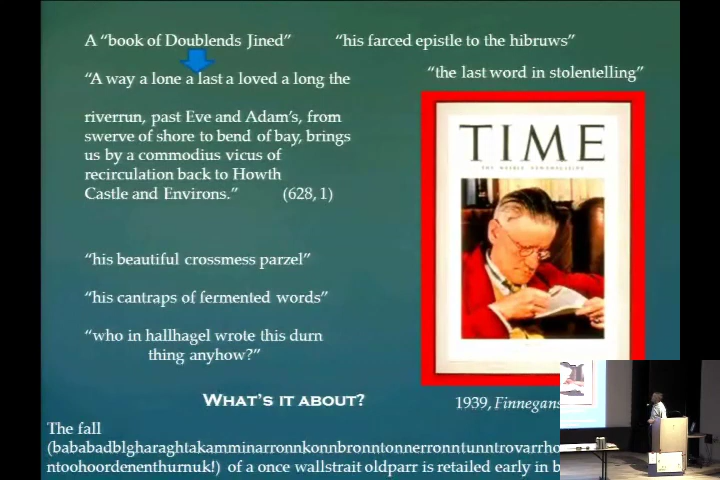 A “book of Doublends Jined”
“his farced epistle to the hibruws”
“the last word in stolentelling”
“A way a lone a last a loved a long the
riverrun, past Eve and Adam’s, from
swerve of shore to bend of bay, brings
us by a commodius vicus of
recirculation back to Howth
Castle and Environs.” (628, 1)
“his beautiful crossmess parzel”
“his cantraps of fermented words”
“who in hallhagel wrote this durn
thing anyhow?”
TIME
THE WEEKLY NEWSMAGAZINE
1939, Finnegans
What’s it about?
The fall
(bababadblgharaghtakamminarronnkonnbronntonnerronntunntrovarrho
ntoohoordenenthurnuk!) of a once wallstrait oldparr is retailed early in b